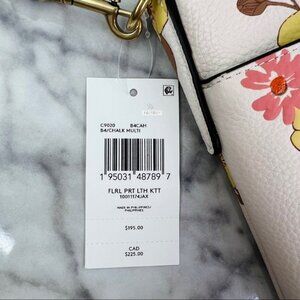 C9020 B4CAH
B4/CHALK MULTI
1 95031 48789 7
FLRL PRT LTH KTT
MADE IN PHILIPPINES/
PHILIPPINES
$195.00
CAD
$225.00